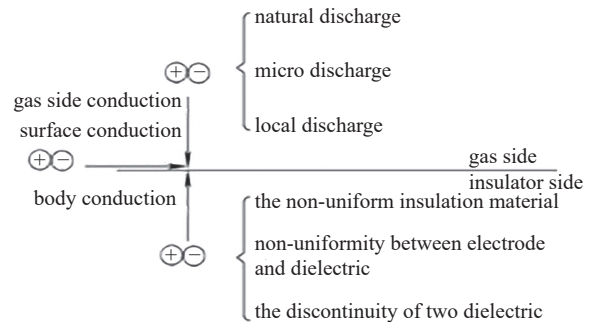 natural discharge
micro discharge
local discharge
gas side conduction
surface conduction
body conduction
gas side
insulator side
the non-uniform insulation material
non-uniformity between electrode
and dielectric
the discontinuity of two dielectric